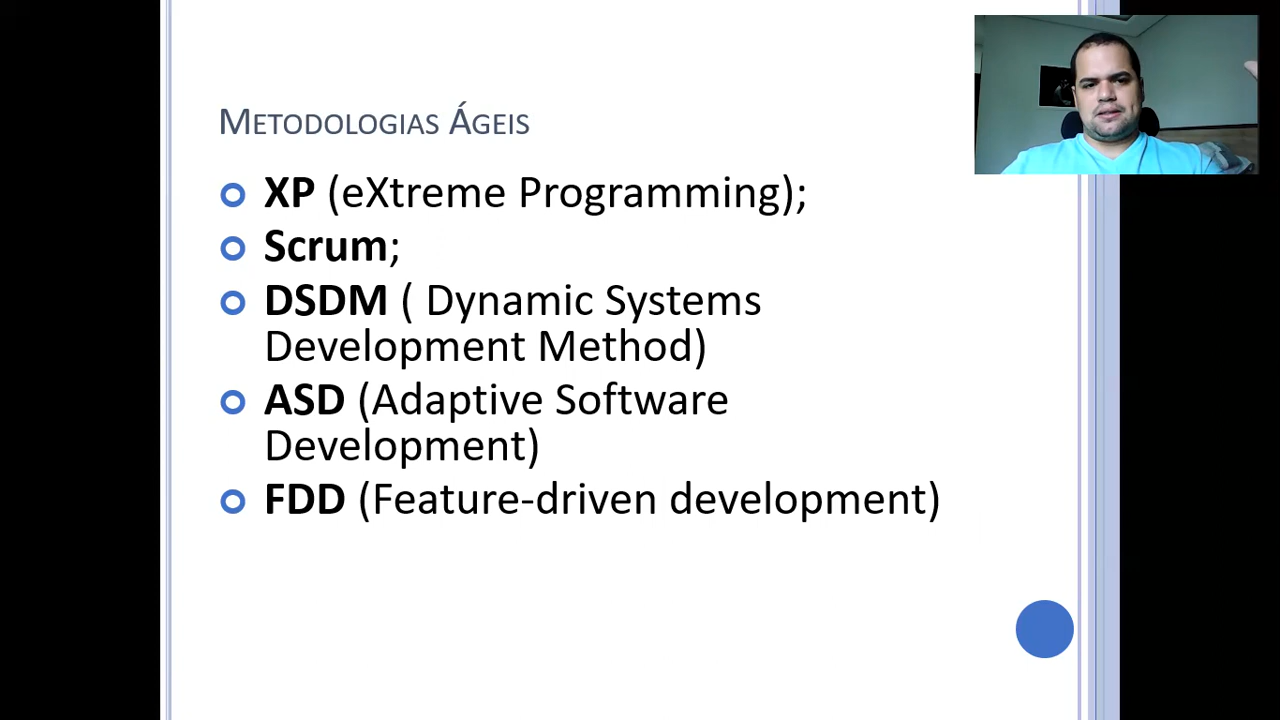 Metodologias Ágeis
XP (eXtreme Programming);
Scrum;
DSDM ( Dynamic Systems
Development Method)
ASD (Adaptive Software
Development)
FDD (Feature-driven development)